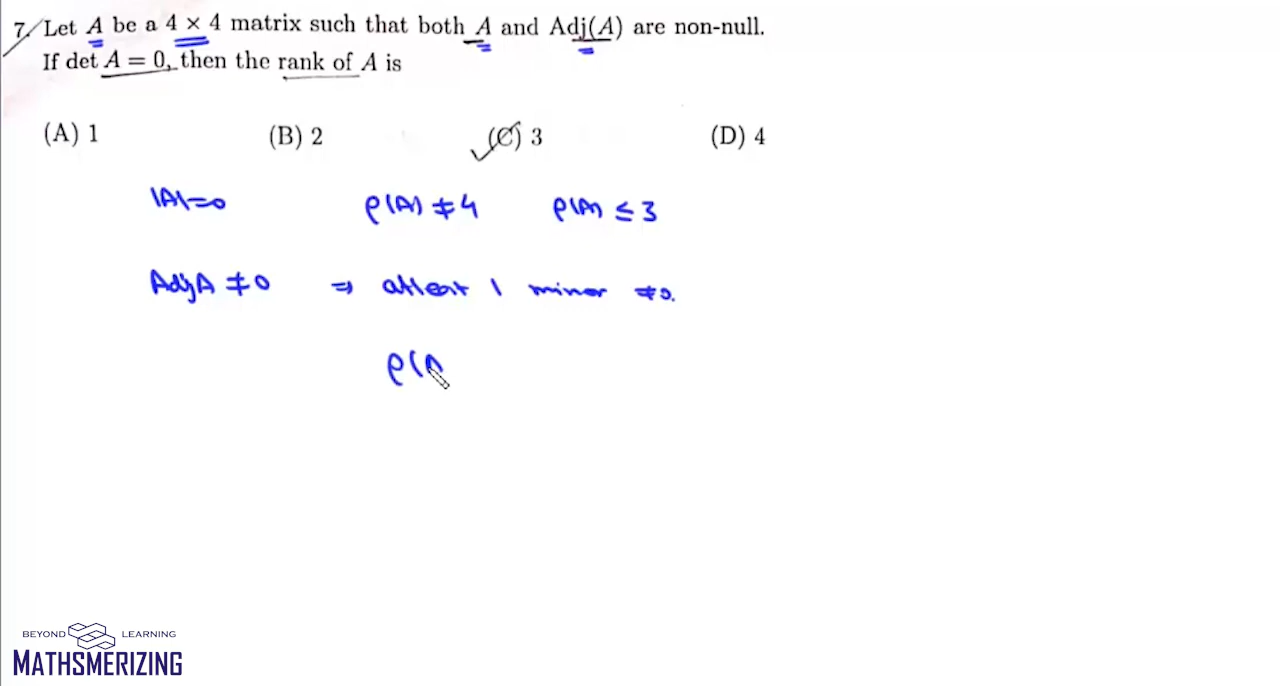 7. Let A be a 4 × 4 matrix such that both A and Adj(A) are non-null.
If det A = 0, then the rank of A is
(A) 1 (B) 2 (C) 3 (D) 4
|A|=0 ρ(A) ≠ 4 ρ(A) ≤ 3
AdjA ≠ 0 ⇒ atleast 1 minor ≠0.
ρ(A
BEYOND LEARNING
MATHSMERIZING